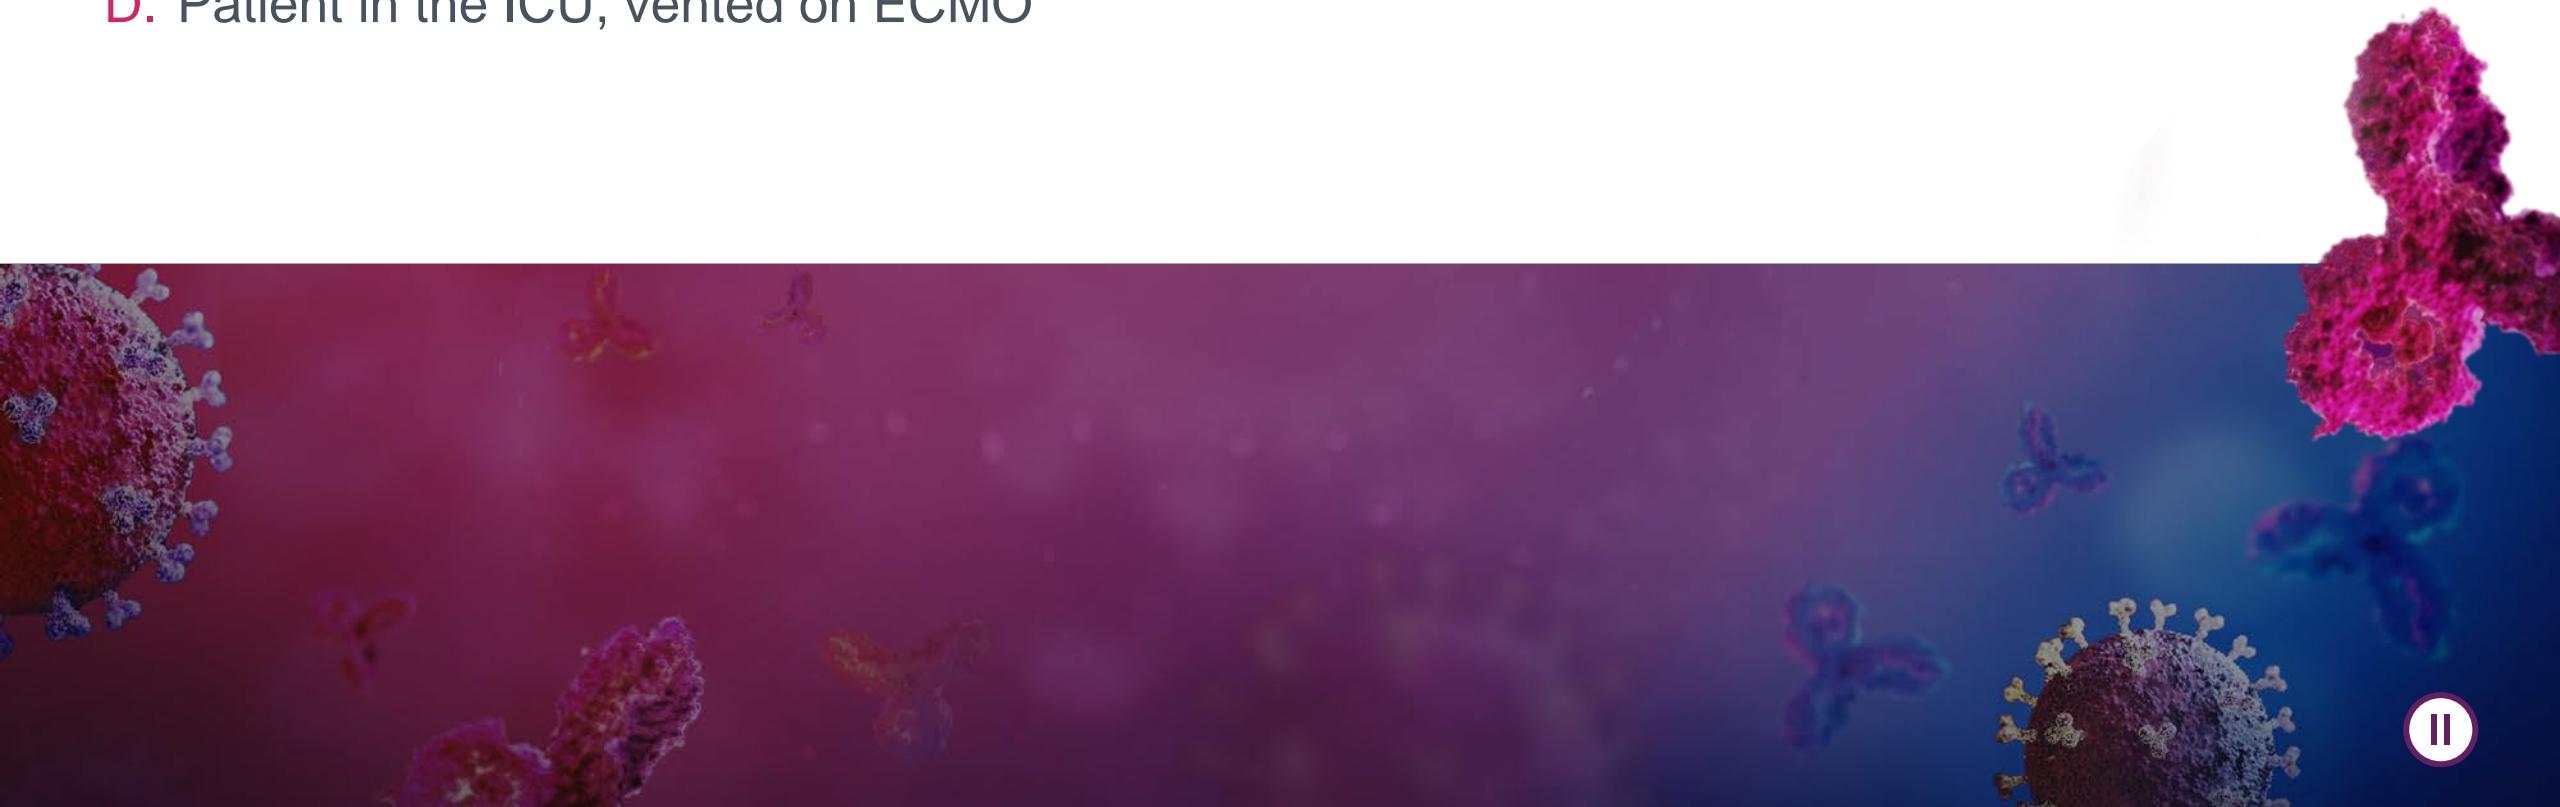 D. Patient in the ICU, vented on ECMO